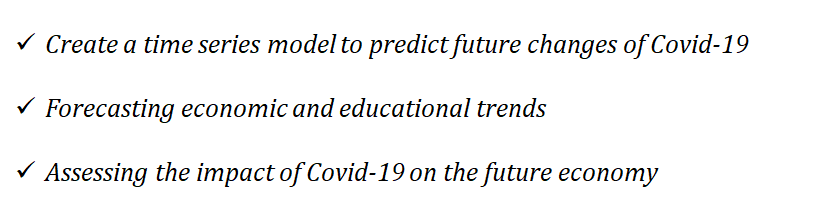 ✓ Create a time series model to predict future changes of Covid-19
✓ Forecasting economic and educational trends
✓ Assessing the impact of Covid-19 on the future economy